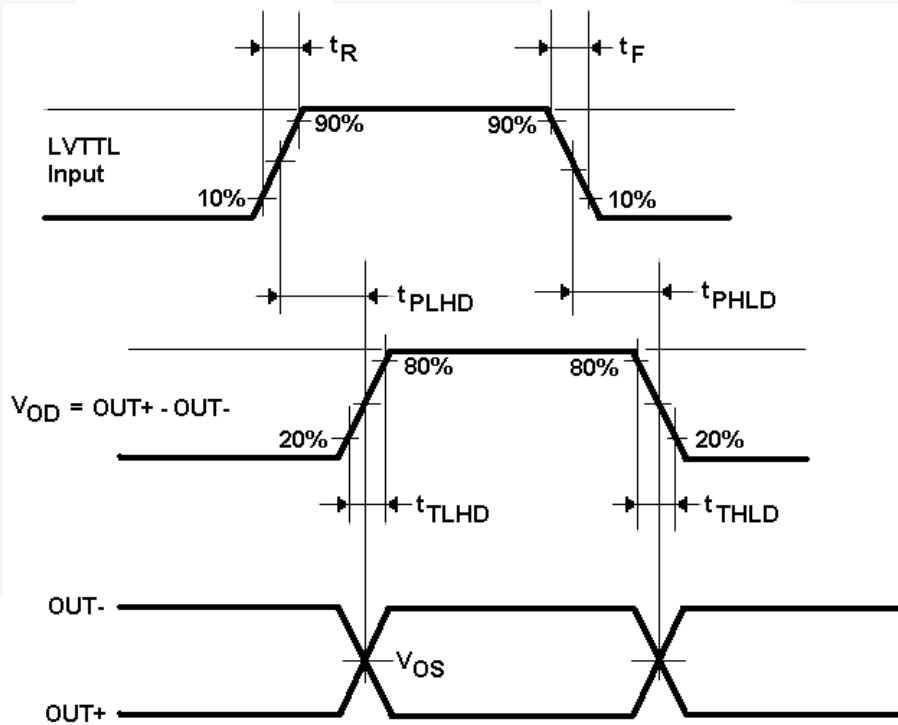 tR
tF
90%
90%
LVTTL
Input
10%
10%
tPLHD
tPHLD
80%
80%
VOD = OUT+ - OUT-
20%
20%
tTLHD
tTHLD
OUT-
VOS
OUT+